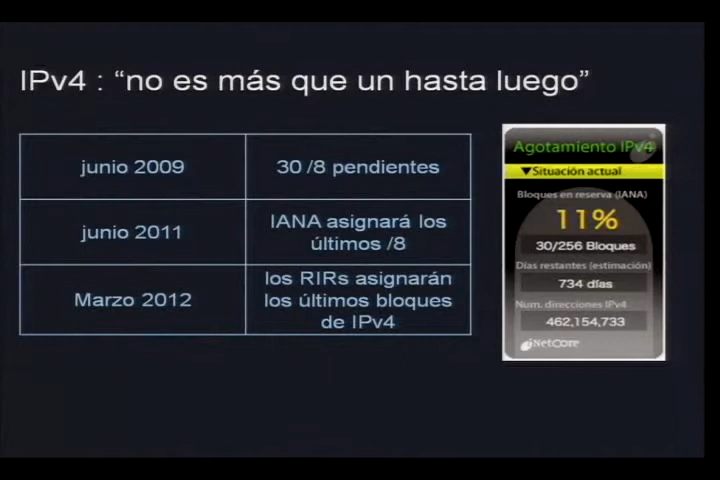 IPv4 : “no es más que un hasta luego”
junio 2009
30 /8 pendientes
junio 2011
IANA asignará los
últimos /8
Marzo 2012
los RIRs asignarán
los últimos bloques
de IPv4
Agotamiento IPv4
▼Situación actual
Bloques en reserva (IANA)
11%
30/256 Bloques
Días restantes (estimación)
734 días
Num. direcciones IPv4
462,154,733
iNetCore